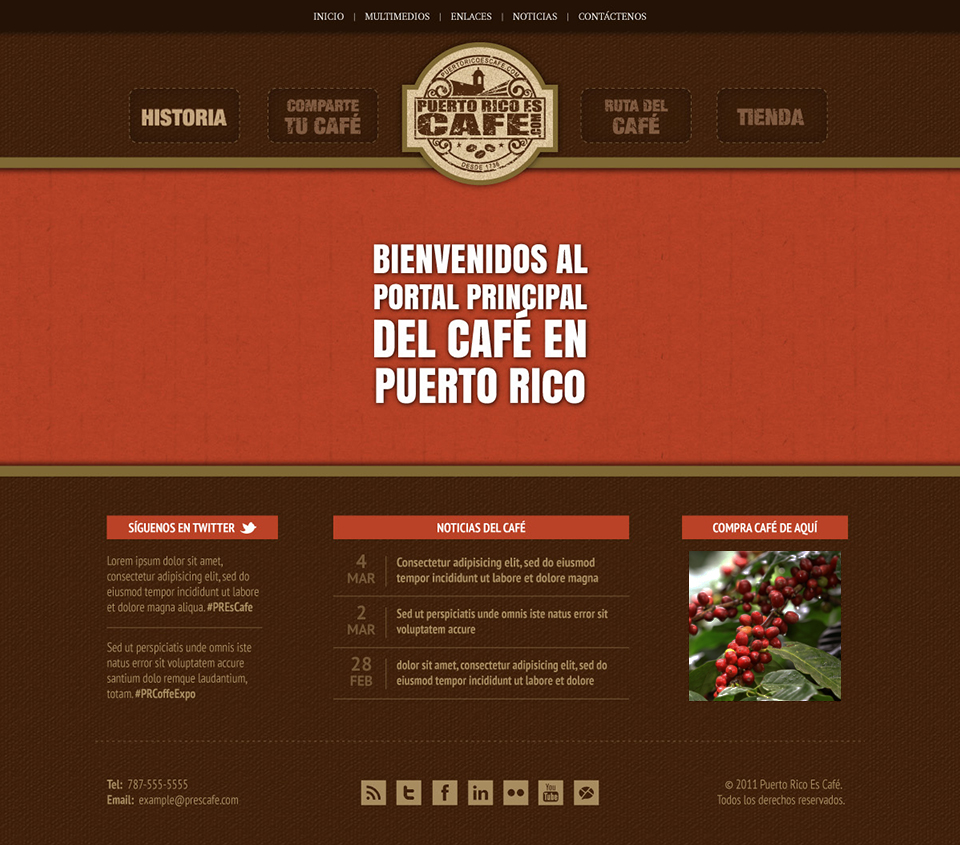 INICIO | MULTIMEDIOS | ENLACES | NOTICIAS | CONTÁCTENOS
HISTORIA
COMPARTE
TU CAFÉ
PUERTORICOESCAFE.COM
PUERTO RICO ES
CAFE.COM
DESDE 1736
RUTA DEL
CAFÉ
TIENDA
BIENVENIDOS AL
PORTAL PRINCIPAL
DEL CAFÉ EN
PUERTO RICO
SÍGUENOS EN TWITTER
Lorem ipsum dolor sit amet,
consectetur adipisicing elit, sed do
eiusmod tempor incididunt ut labore
et dolore magna aliqua. #PREsCafe
Sed ut perspiciatis unde omnis iste
natus error sit voluptatem accure
santium dolo remque laudantium,
totam. #PRCoffeExpo
NOTICIAS DEL CAFÉ
4
MAR
Consectetur adipisicing elit, sed do eiusmod
tempor incididunt ut labore et dolore magna
2
MAR
Sed ut perspiciatis unde omnis iste natus error sit
voluptatem accure
28
FEB
dolor sit amet, consectetur adipisicing elit, sed do
eiusmod tempor incididunt ut labore et dolore
COMPRA CAFÉ DE AQUÍ
Tel: 787-555-5555
Email: example@prescafe.com
t
f
in
You
Tube
© 2011 Puerto Rico Es Café.
Todos los derechos reservados.